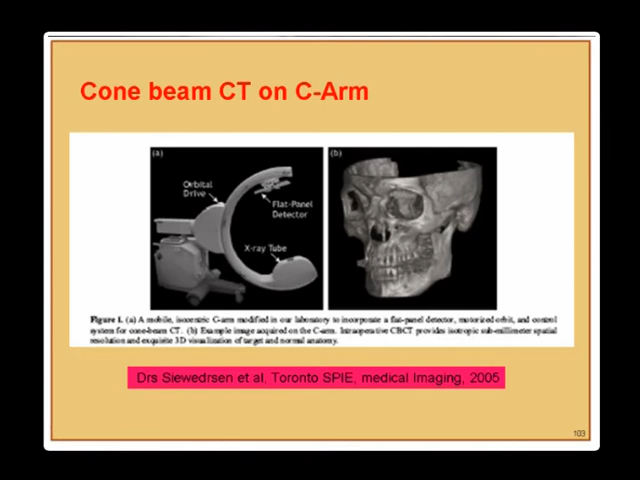 Cone beam CT on C-Arm
(a)
(b)
Orbital
Drive
Flat-Panel
Detector
X-ray Tube
Figure 1. (a) A mobile, isocentric C-arm modified in our laboratory to incorporate a flat-panel detector, motorized orbit, and control
system for cone-beam CT. (b) Example image acquired on the C-arm. Intraoperative CBCT provides isotropic sub-millimeter spatial
resolution and exquisite 3D visualization of target and normal anatomy.
Drs Siewedrsen et al, Toronto SPIE, medical Imaging, 2005
103